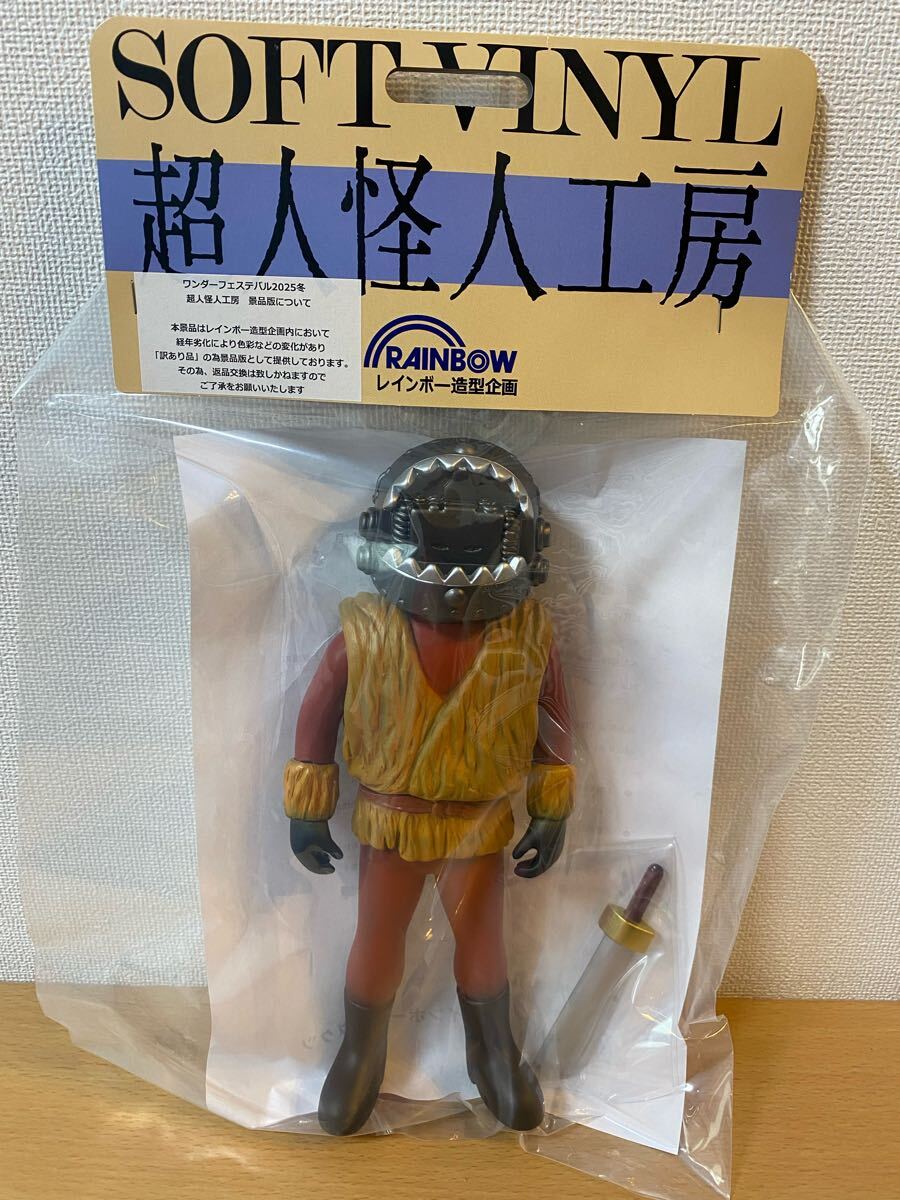 SOFT VINYL
超人怪人工房
ワンダーフェステバル2025冬
超人怪人工房　景品版について
本景品はレインボー造型企画内において
経年劣化により色彩などの変化があり
「訳あり品」の為景品版として提供しております。
その為、返品交換は致しかねますので
ご了承をお願いいたします
RAINBOW
レインボー造型企画